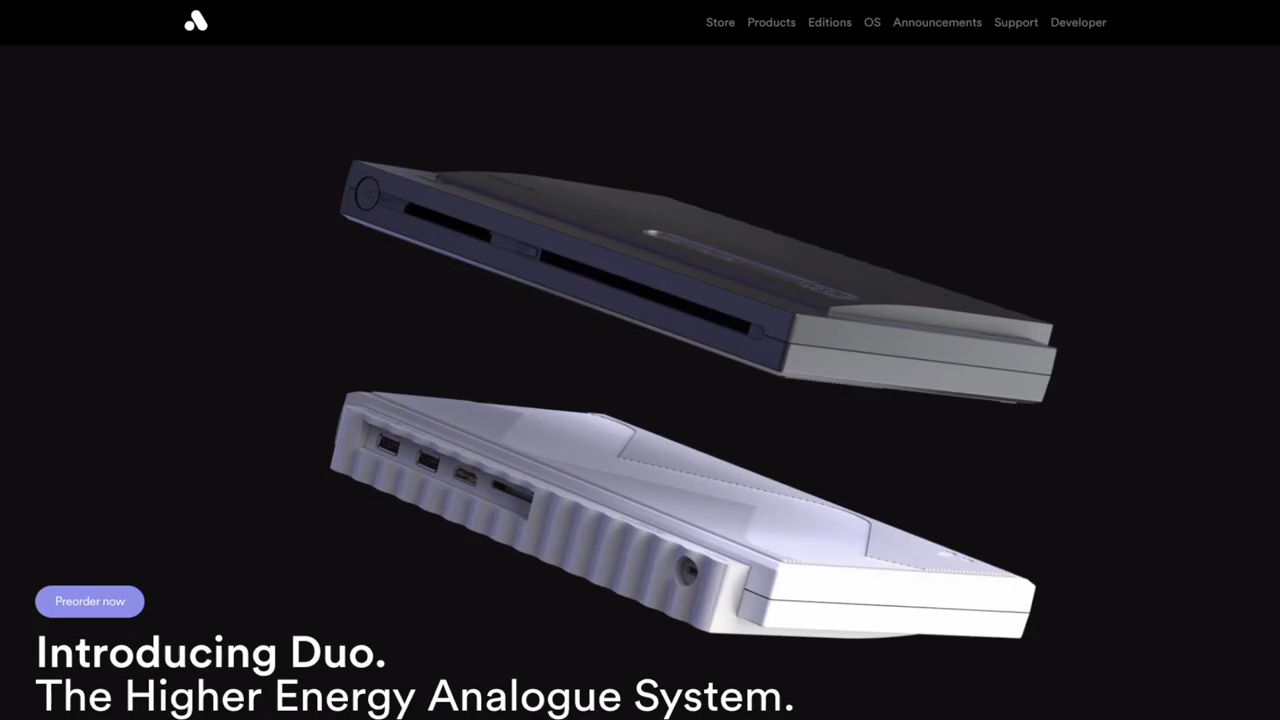 Store Products Editions OS Announcements Support Developer
Preorder now
Introducing Duo.
The Higher Energy Analogue System.